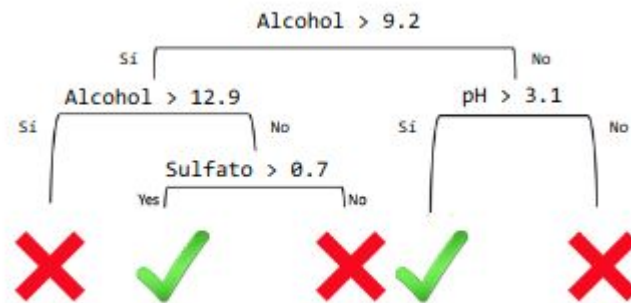 Alcohol > 9.2
Sí No
Alcohol > 12.9 pH > 3.1
Sí No Sí No
Sulfato > 0.7
Yes No